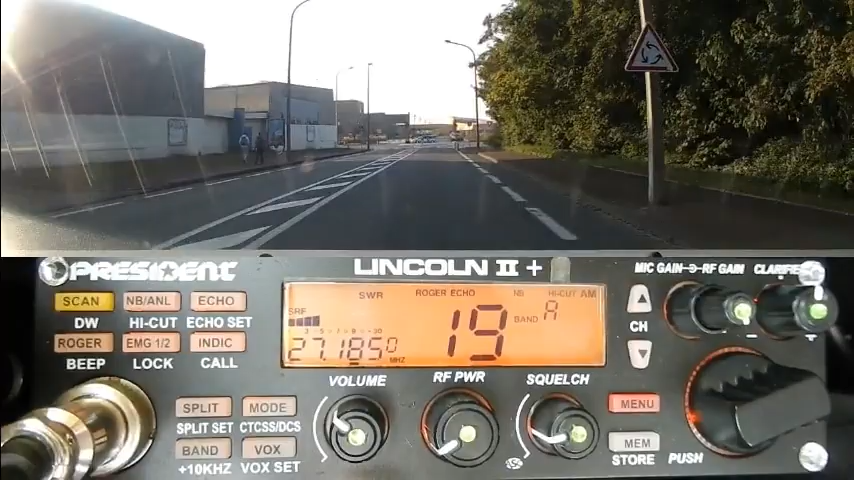 PRESIDENT
LINCOLN II +
MIC GAIN RF GAIN CLARIFIER
SCAN NB/ANL ECHO
DW HI-CUT ECHO SET
ROGER EMG 1/2 INDIC
BEEP LOCK CALL
SWR ROGER ECHO NB HI-CUT AM
SRF
BAND A
19
27.1850 MHZ
CH
VOLUME RF PWR SQUELCH
SPLIT MODE
SPLIT SET CTCSS/DCS
BAND VOX
+10KHZ VOX SET
MENU
MEM
STORE PUSH